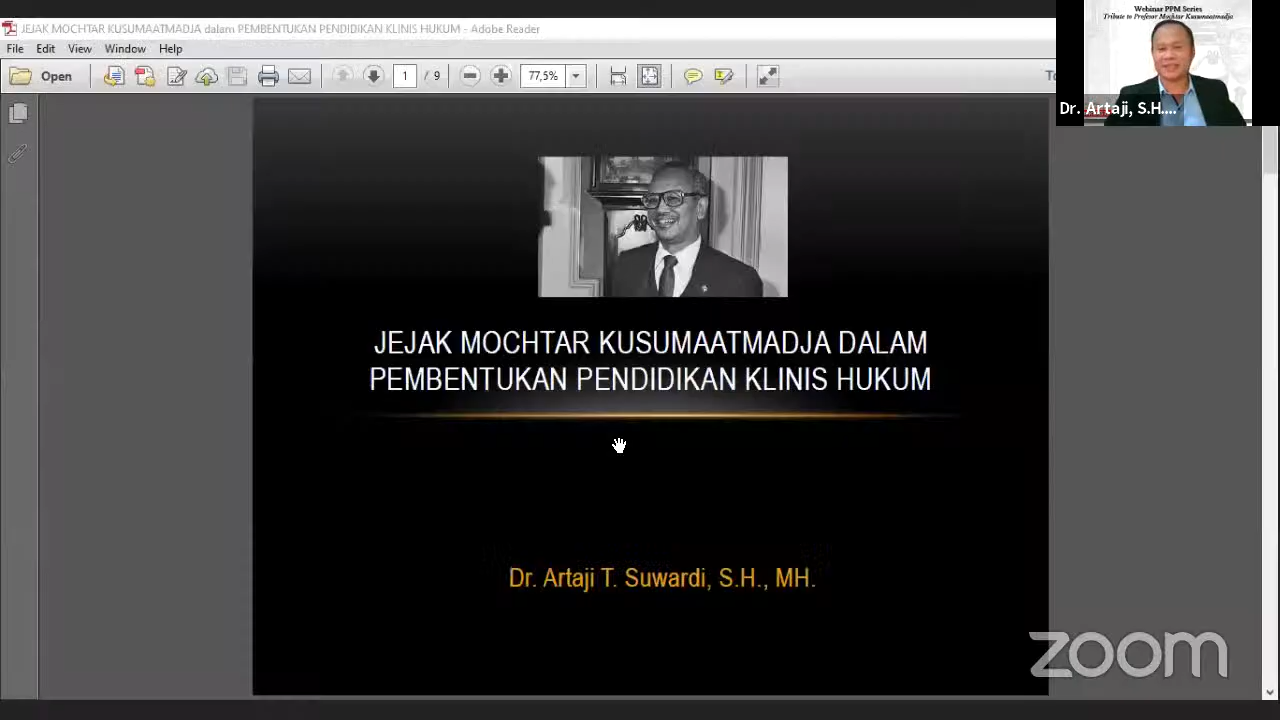 JEJAK MOCHTAR KUSUMAATMADJA dalam PEMBENTUKAN PENDIDIKAN KLINIS HUKUM - Adobe Reader
File Edit View Window Help
Open 1 / 9 77,5%
Webinar PPM Series
Tribute to Profesor Mochtar Kusumaatmadja
Dr. Artaji, S.H....
JEJAK MOCHTAR KUSUMAATMADJA DALAM
PEMBENTUKAN PENDIDIKAN KLINIS HUKUM
Dr. Artaji T. Suwardi, S.H., MH.
zoom